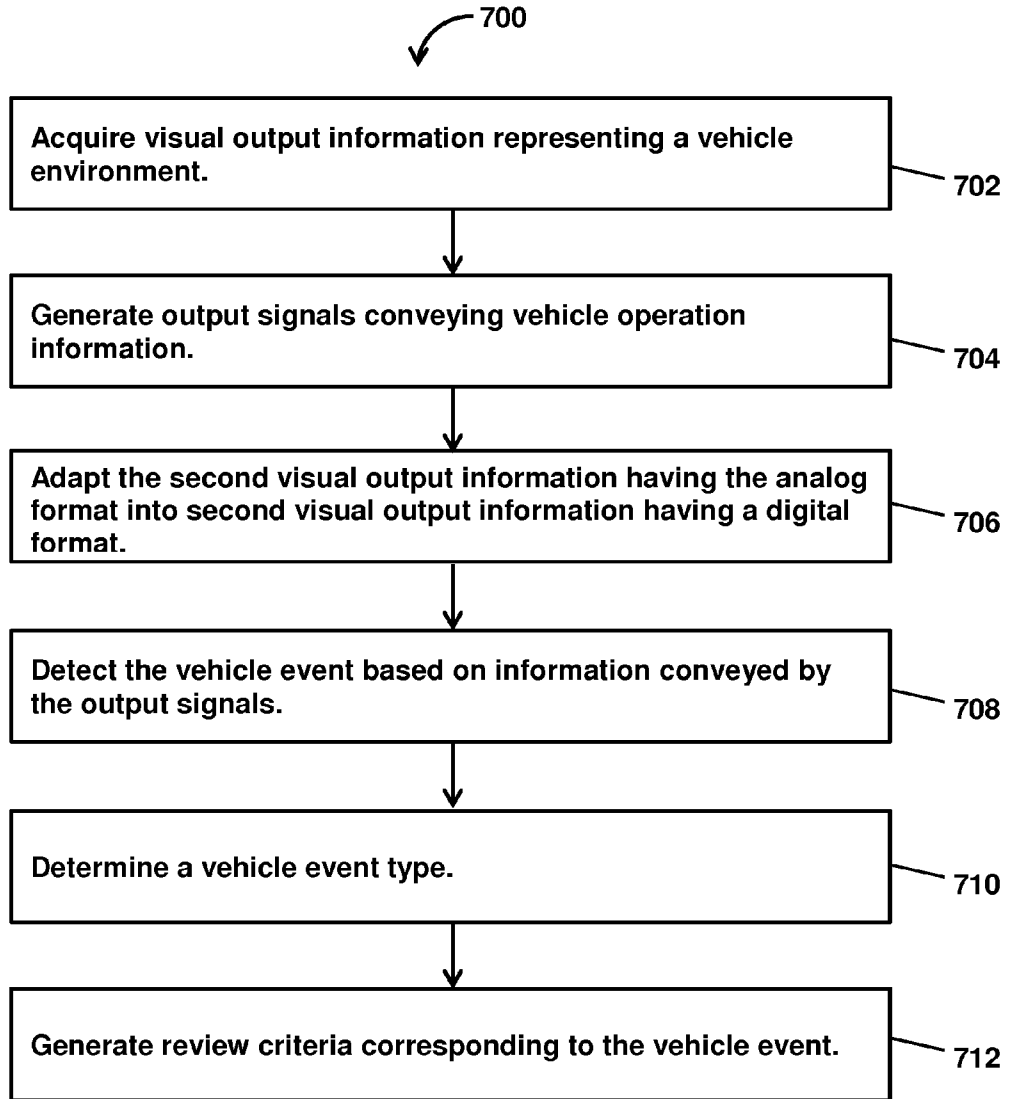 700
Acquire visual output information representing a vehicle
environment.
702
Generate output signals conveying vehicle operation
information.
704
Adapt the second visual output information having the analog
format into second visual output information having a digital
format.
706
Detect the vehicle event based on information conveyed by
the output signals.
708
Determine a vehicle event type.
710
Generate review criteria corresponding to the vehicle event.
712